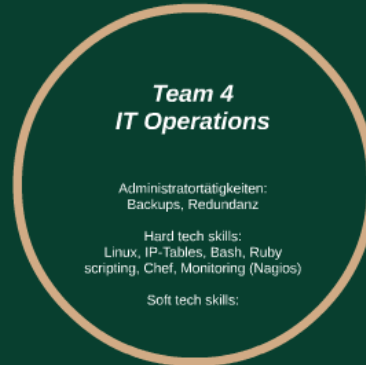 Team 4
IT Operations
Administratortätigkeiten:
Backups, Redundanz
Hard tech skills:
Linux, IP-Tables, Bash, Ruby
scripting, Chef, Monitoring (Nagios)
Soft tech skills: